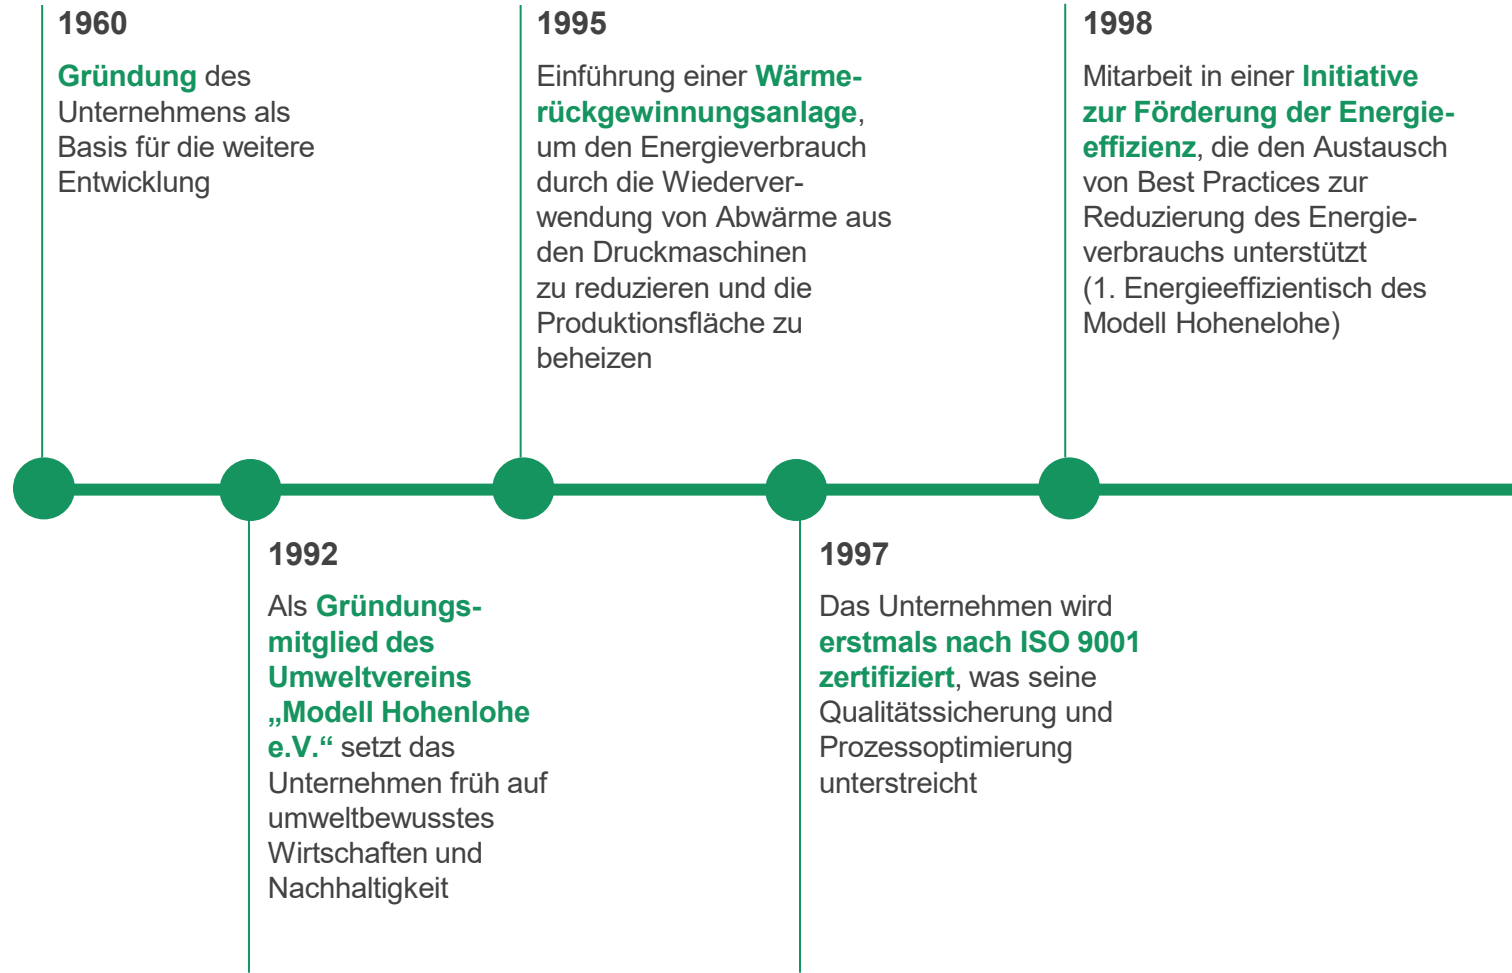 1960
Gründung des
Unternehmens als
Basis für die weitere
Entwicklung
1995
Einführung einer Wärme-
rückgewinnungsanlage,
um den Energieverbrauch
durch die Wiederver-
wendung von Abwärme aus
den Druckmaschinen
zu reduzieren und die
Produktionsfläche zu
beheizen
1998
Mitarbeit in einer Initiative
zur Förderung der Energie-
effizienz, die den Austausch
von Best Practices zur
Reduzierung des Energie-
verbrauchs unterstützt
(1. Energieeffizientisch des
Modell Hohenelohe)
1992
Als Gründungs-
mitglied des
Umweltvereins
„Modell Hohenlohe
e.V.“ setzt das
Unternehmen früh auf
umweltbewusstes
Wirtschaften und
Nachhaltigkeit
1997
Das Unternehmen wird
erstmals nach ISO 9001
zertifiziert, was seine
Qualitätssicherung und
Prozessoptimierung
unterstreicht